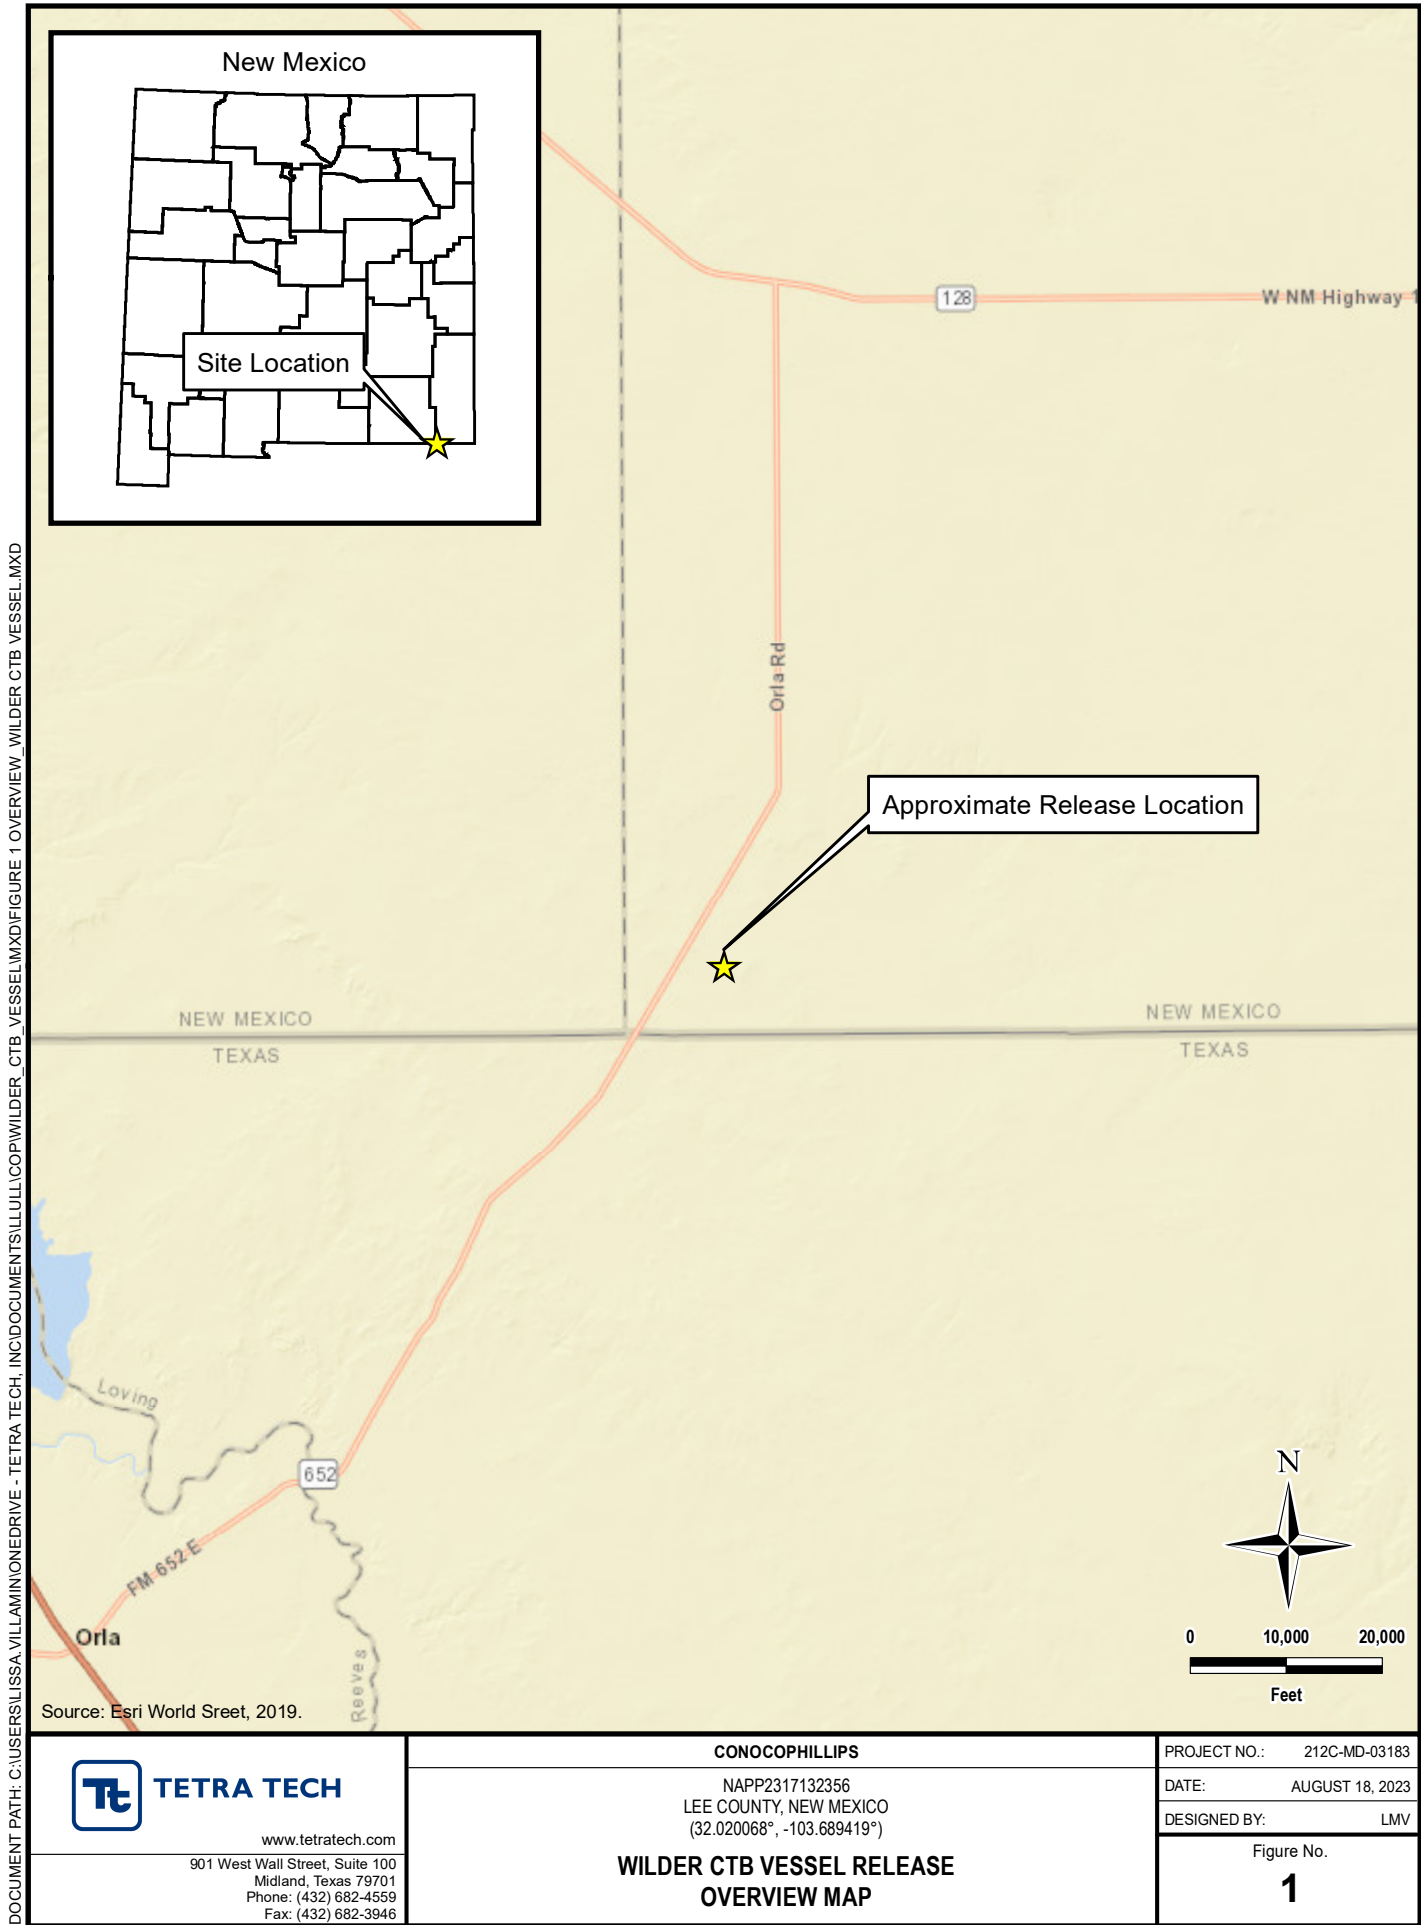 New Mexico
Site Location
128
W NM Highway 1
Orla Rd
Approximate Release Location
NEW MEXICO
TEXAS
NEW MEXICO
TEXAS
Loving
652
FM 652 E
Orla
Reeves
N
0 10,000 20,000
Feet
Source: Esri World Sreet, 2019.
DOCUMENT PATH: C:\USERS\LISSA.VILLAMIN\ONEDRIVE - TETRA TECH, INC\DOCUMENTS\LLULL\COP\WILDER_CTB_VESSEL\MXD\FIGURE 1 OVERVIEW_WILDER CTB VESSEL.MXD
Tt TETRA TECH
www.tetratech.com
901 West Wall Street, Suite 100
Midland, Texas 79701
Phone: (432) 682-4559
Fax: (432) 682-3946
CONOCOPHILLIPS
NAPP2317132356
LEE COUNTY, NEW MEXICO
(32.020068°, -103.689419°)
WILDER CTB VESSEL RELEASE
OVERVIEW MAP
PROJECT NO.: 212C-MD-03183
DATE: AUGUST 18, 2023
DESIGNED BY: LMV
Figure No.
1